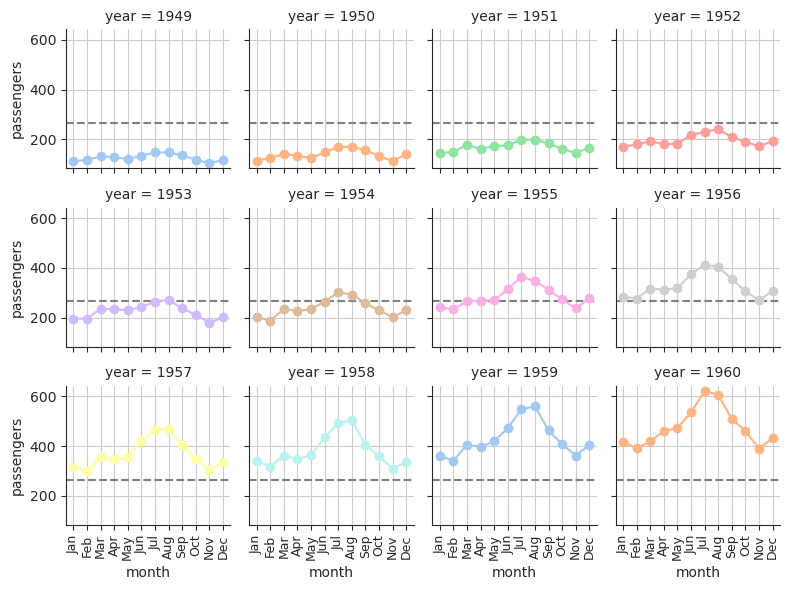 year = 1949 year = 1950 year = 1951 year = 1952
600
400
200
passengers
year = 1953 year = 1954 year = 1955 year = 1956
600
400
200
passengers
year = 1957 year = 1958 year = 1959 year = 1960
600
400
200
passengers
Jan Feb Mar Apr May Jun Jul Aug Sep Oct Nov Dec Jan Feb Mar Apr May Jun Jul Aug Sep Oct Nov Dec Jan Feb Mar Apr May Jun Jul Aug Sep Oct Nov Dec Jan Feb Mar Apr May Jun Jul Aug Sep Oct Nov Dec
month month month month